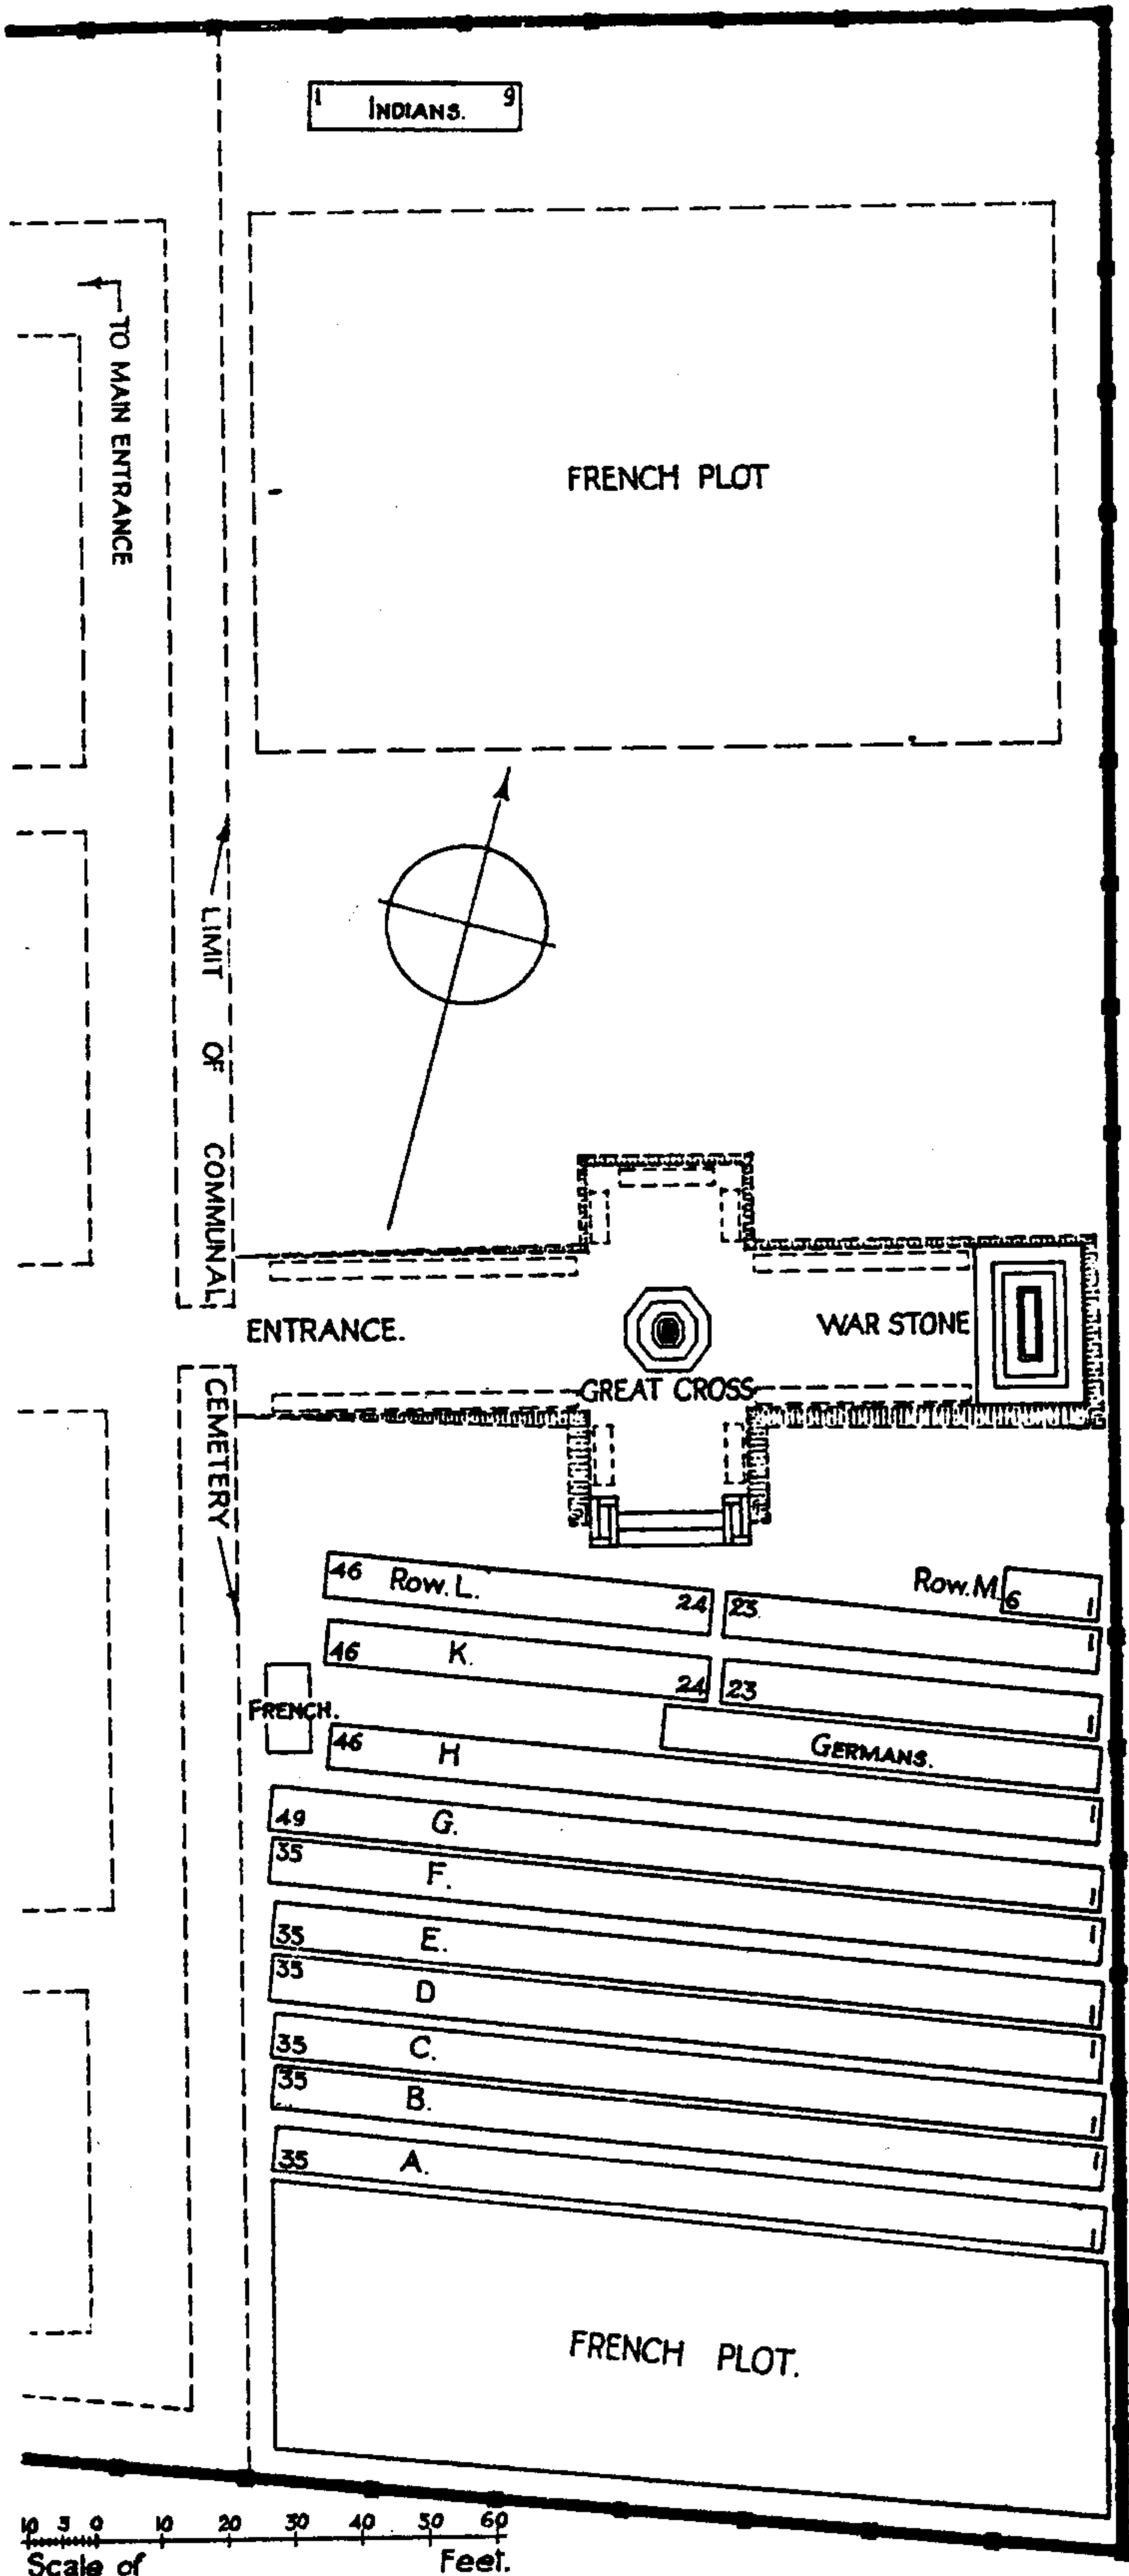 1 INDIANS. 9
TO MAIN ENTRANCE
FRENCH PLOT
LIMIT OF COMMUNAL CEMETERY
ENTRANCE.
WAR STONE
GREAT CROSS
46 Row. L. 24 23 1
Row. M. 6 1
46 K. 24 23 1
FRENCH.
GERMANS.
46 H 1
49 G. 1
35 F. 1
35 E. 1
35 D 1
35 C. 1
35 B. 1
35 A. 1
FRENCH PLOT.
10 5 0 10 20 30 40 50 60
Scale of Feet.